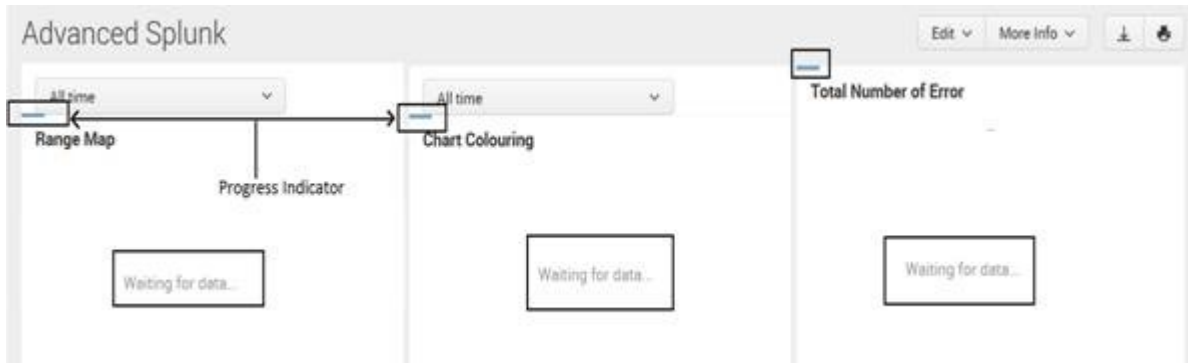 Advanced Splunk
Edit
More Info
All time
Range Map
Progress Indicator
Waiting for data...
All time
Chart Colouring
Waiting for data...
Total Number of Error
Waiting for data...